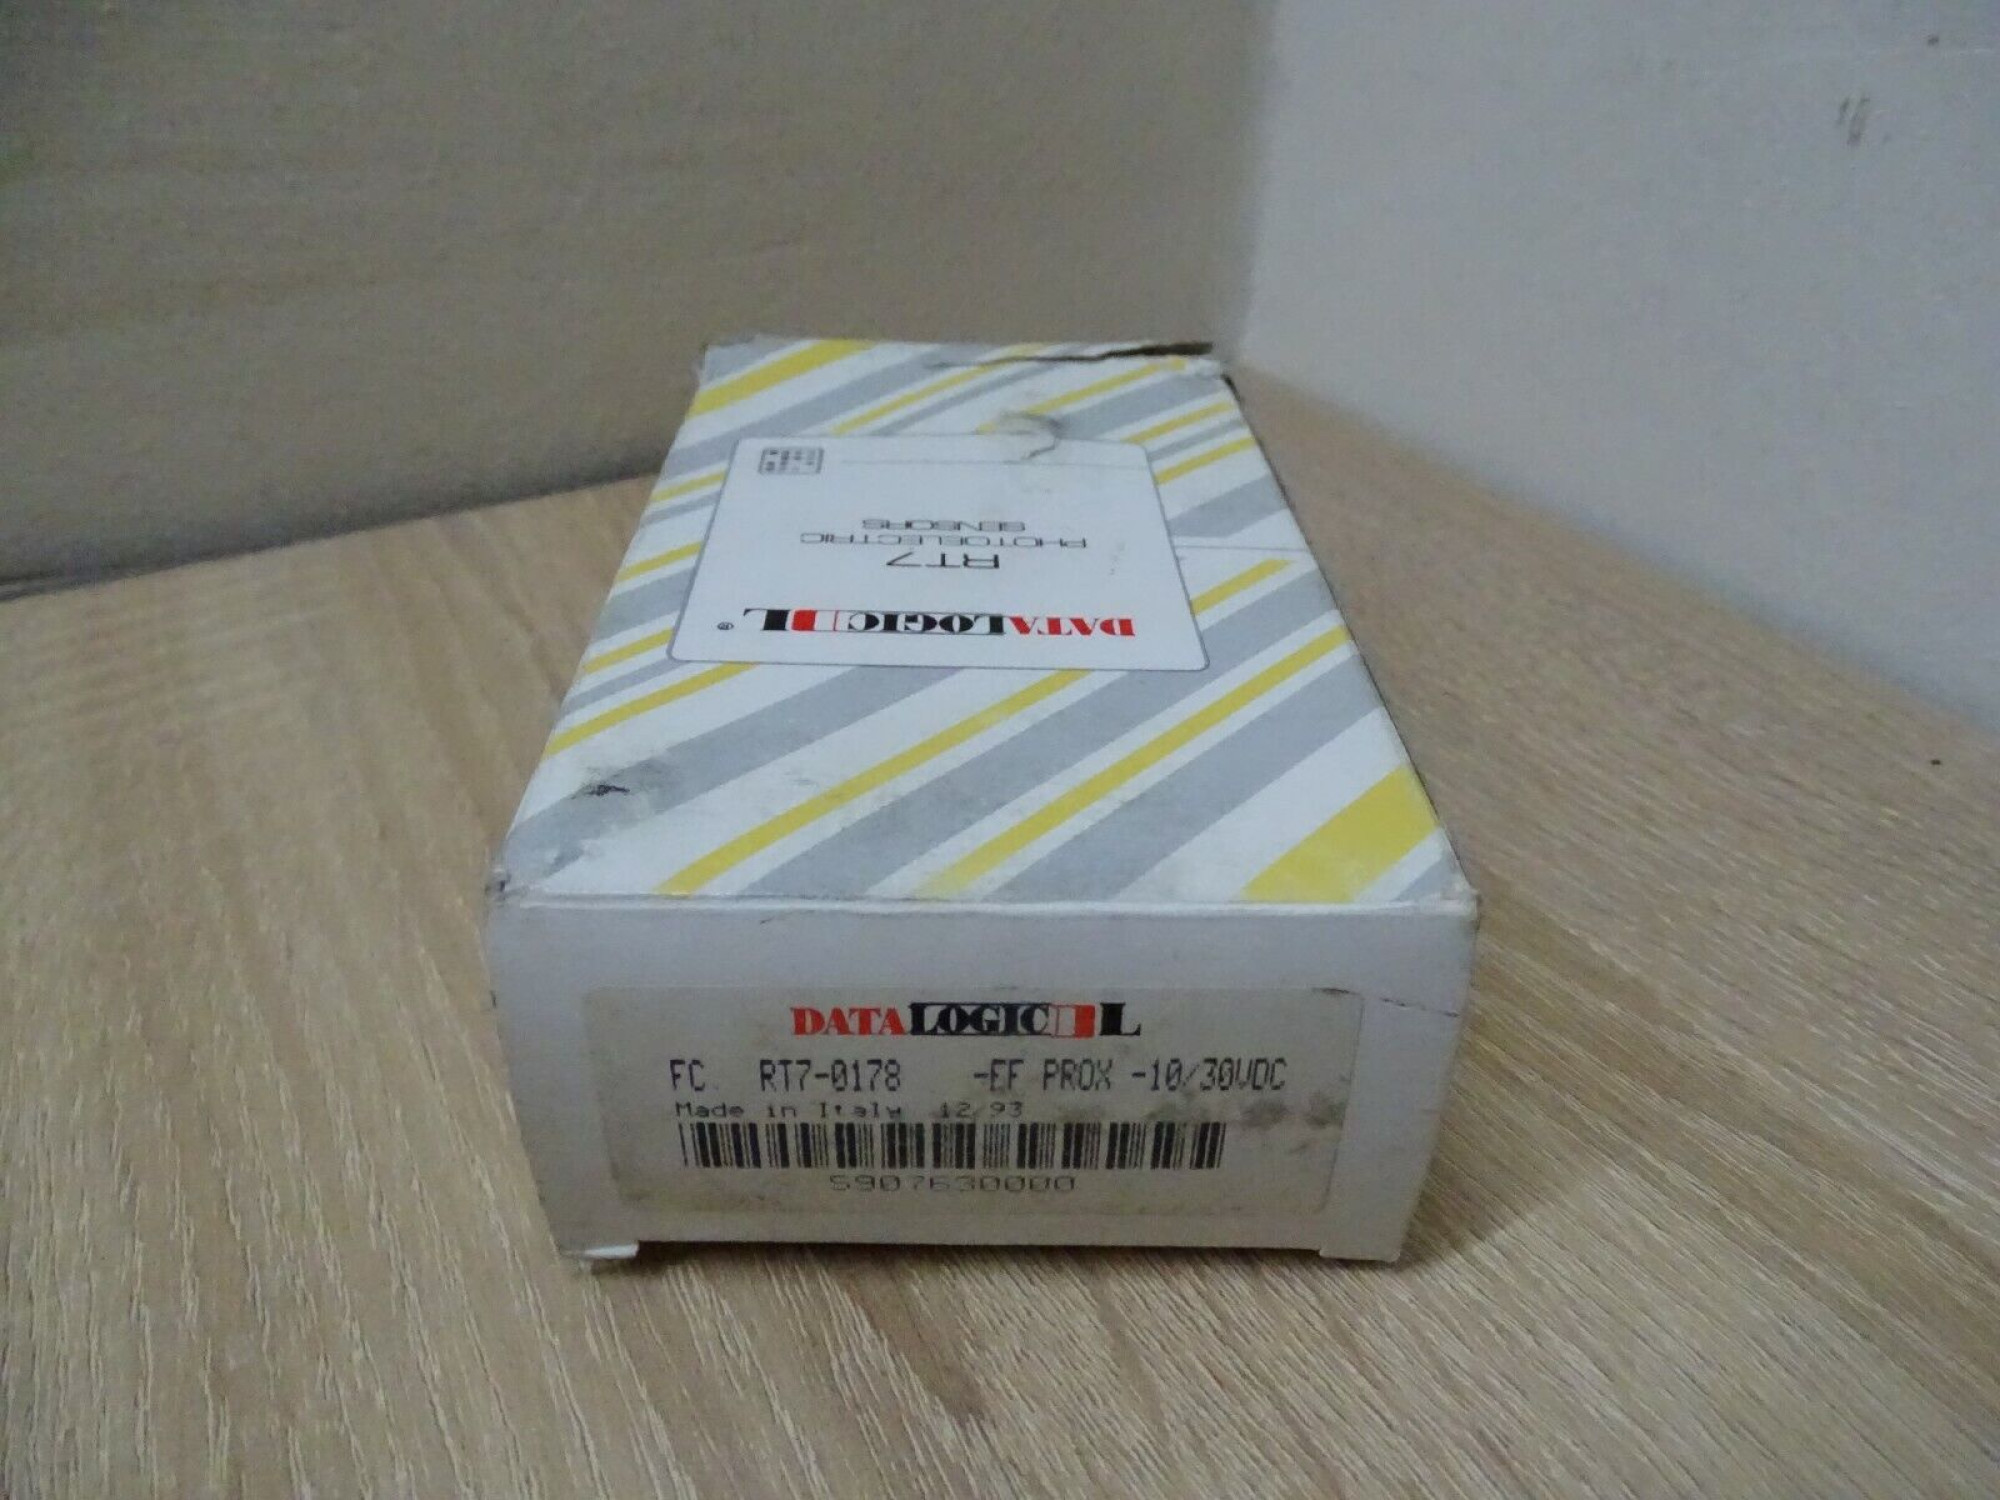 DATALOGIC L ®
RT7
PHOTOELECTRIC
SENSORS
DATALOGIC L
FC RT7-0178 -EF PROX -10/30VDC
Made in Italy 12/93
S907630000